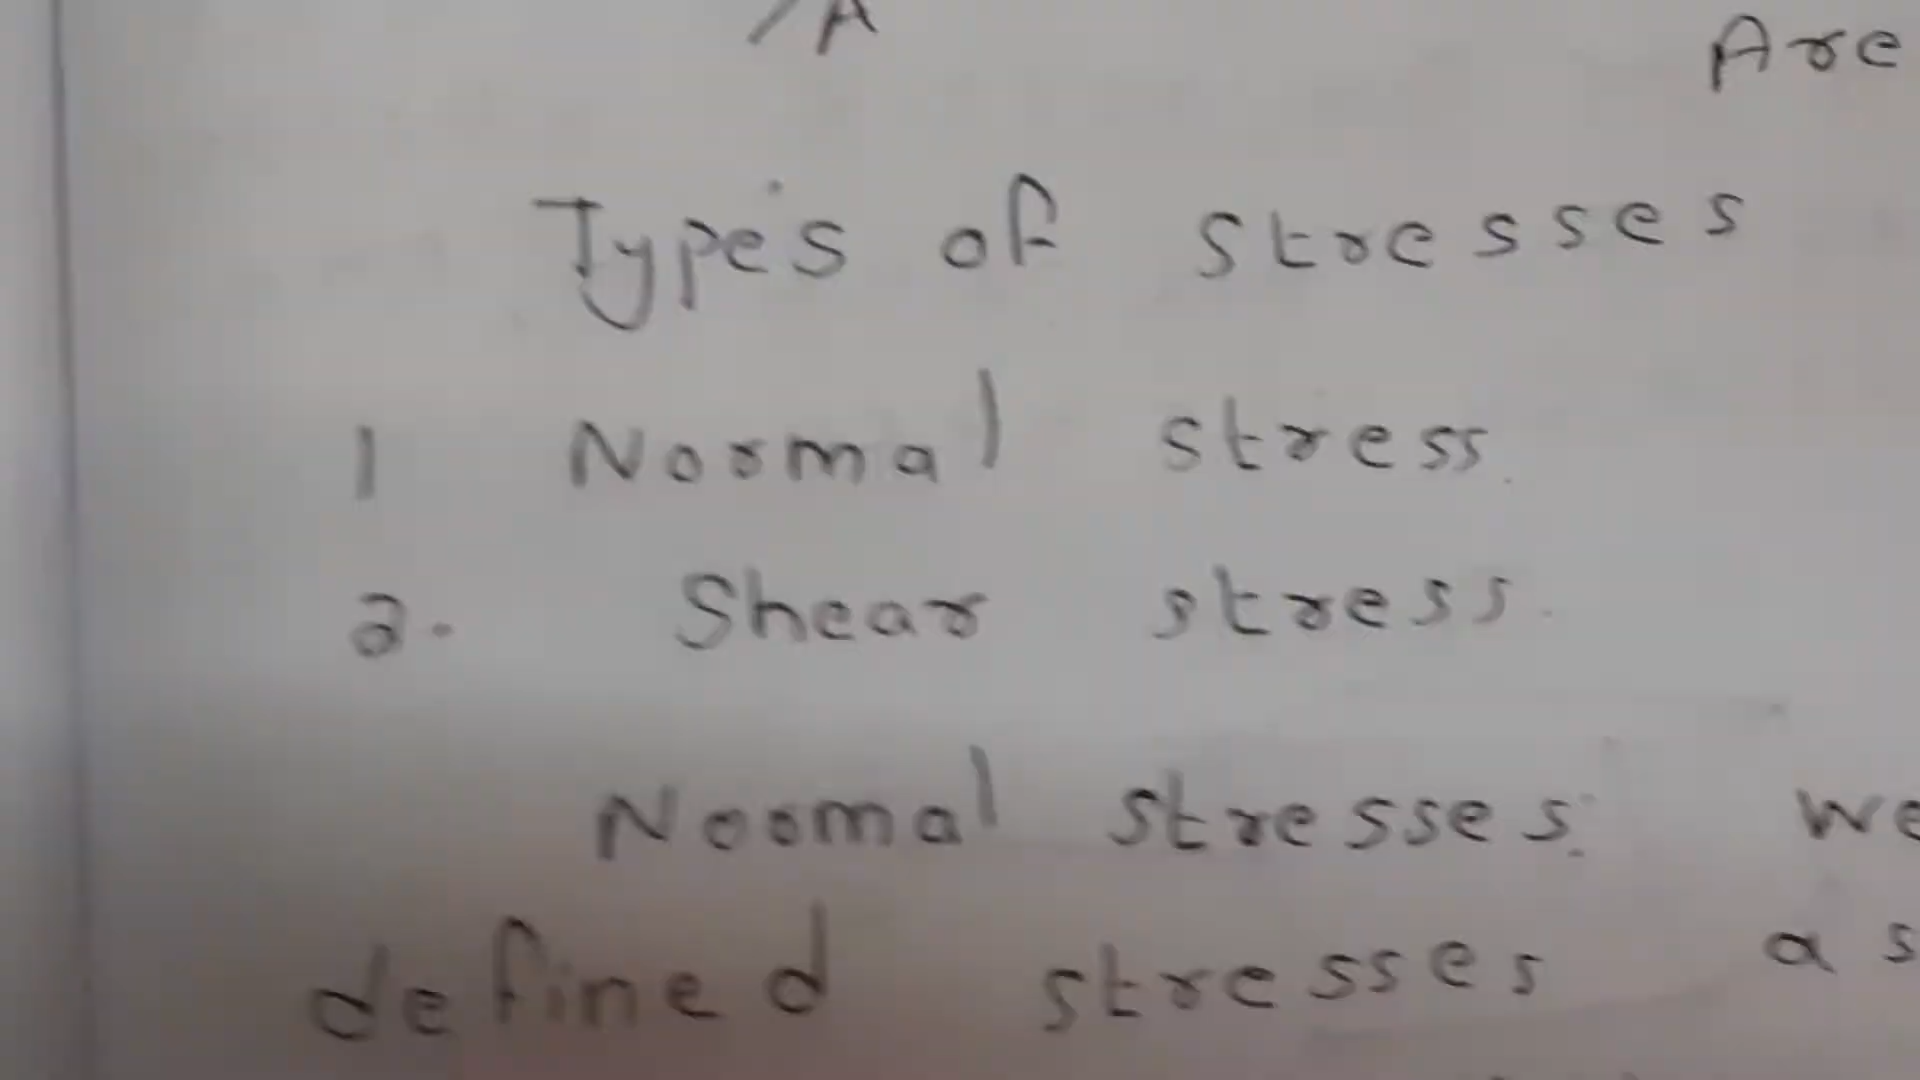 /A
Are
Types of stresses
1 Normal stress.
2. Shear stress.
Normal stresses: we
defined stresses as